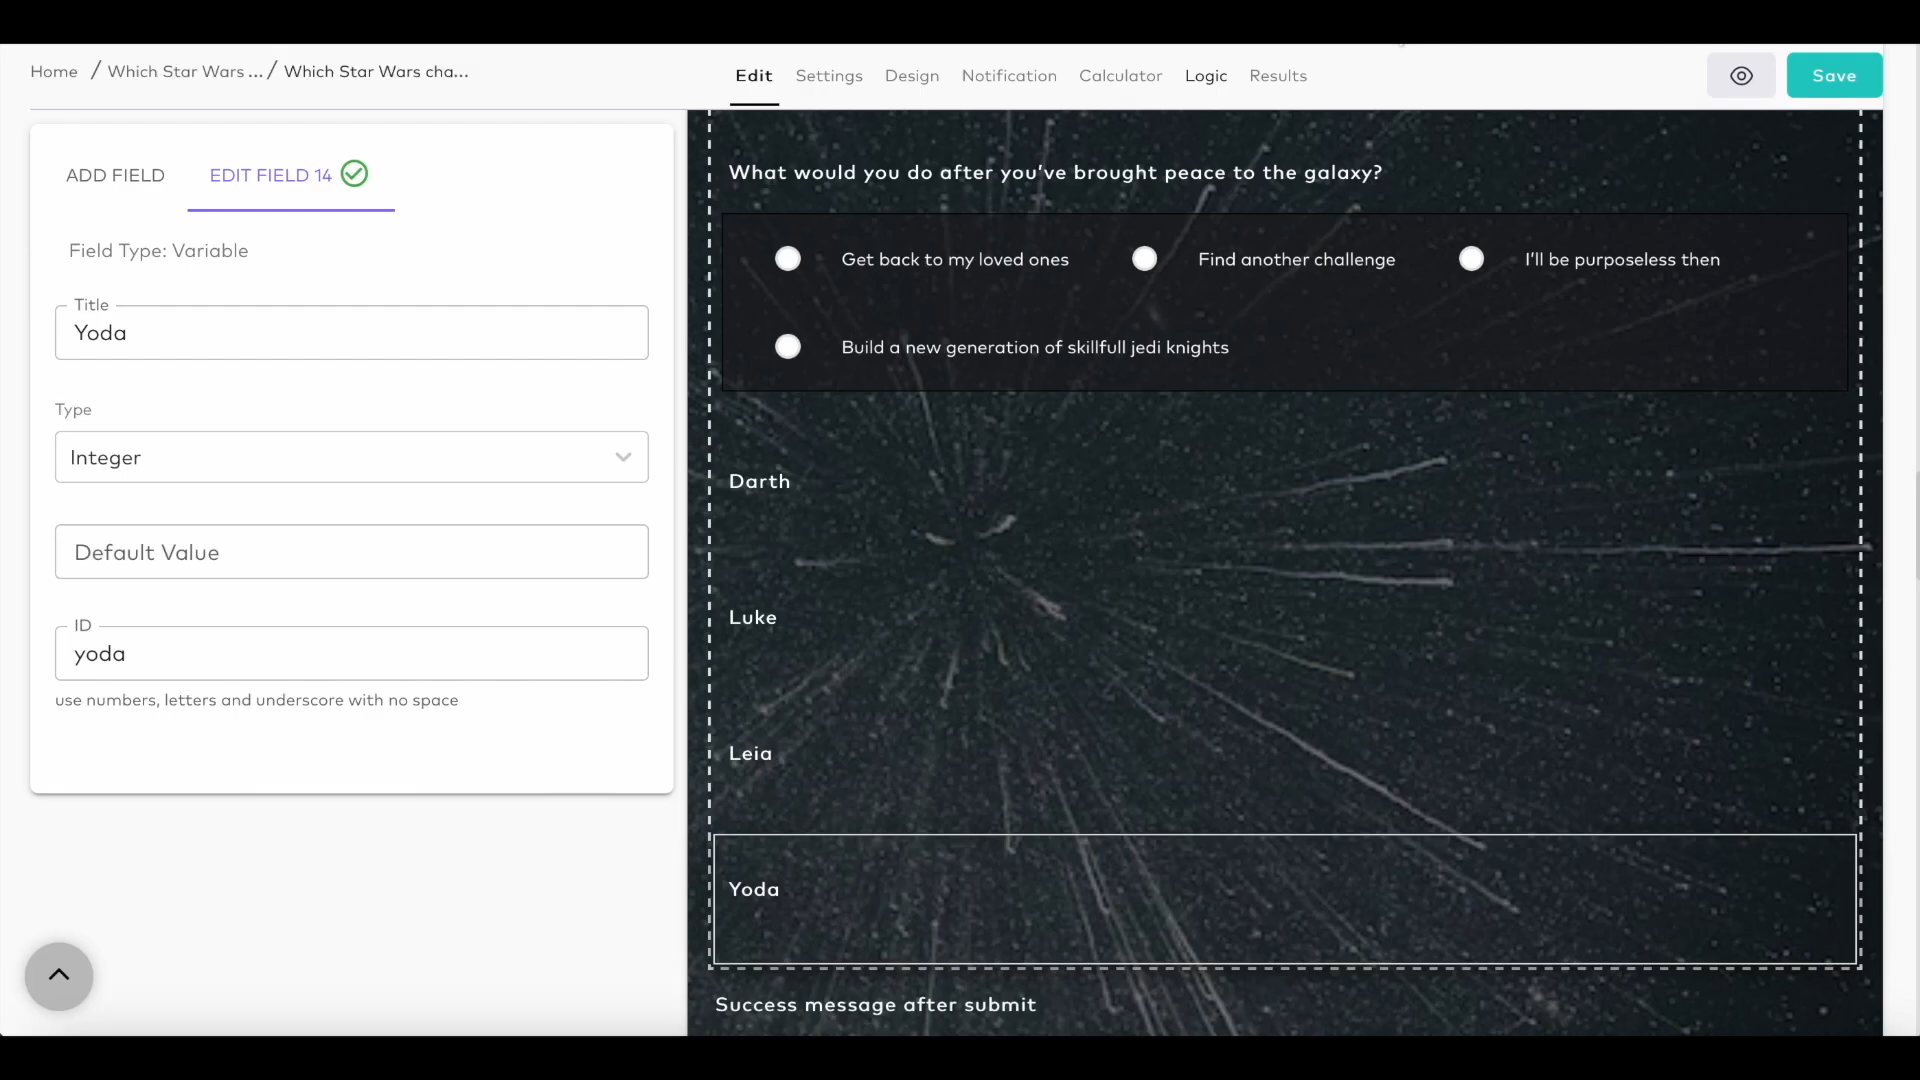 Home / Which Star Wars ... / Which Star Wars cha...
Edit Settings Design Notification Calculator Logic Results
Save
ADD FIELD EDIT FIELD 14
Field Type: Variable
Title
Yoda
Type
Integer
Default Value
ID
yoda
use numbers, letters and underscore with no space
What would you do after you’ve brought peace to the galaxy?
Get back to my loved ones Find another challenge I’ll be purposeless then
Build a new generation of skillfull jedi knights
Darth
Luke
Leia
Yoda
Success message after submit